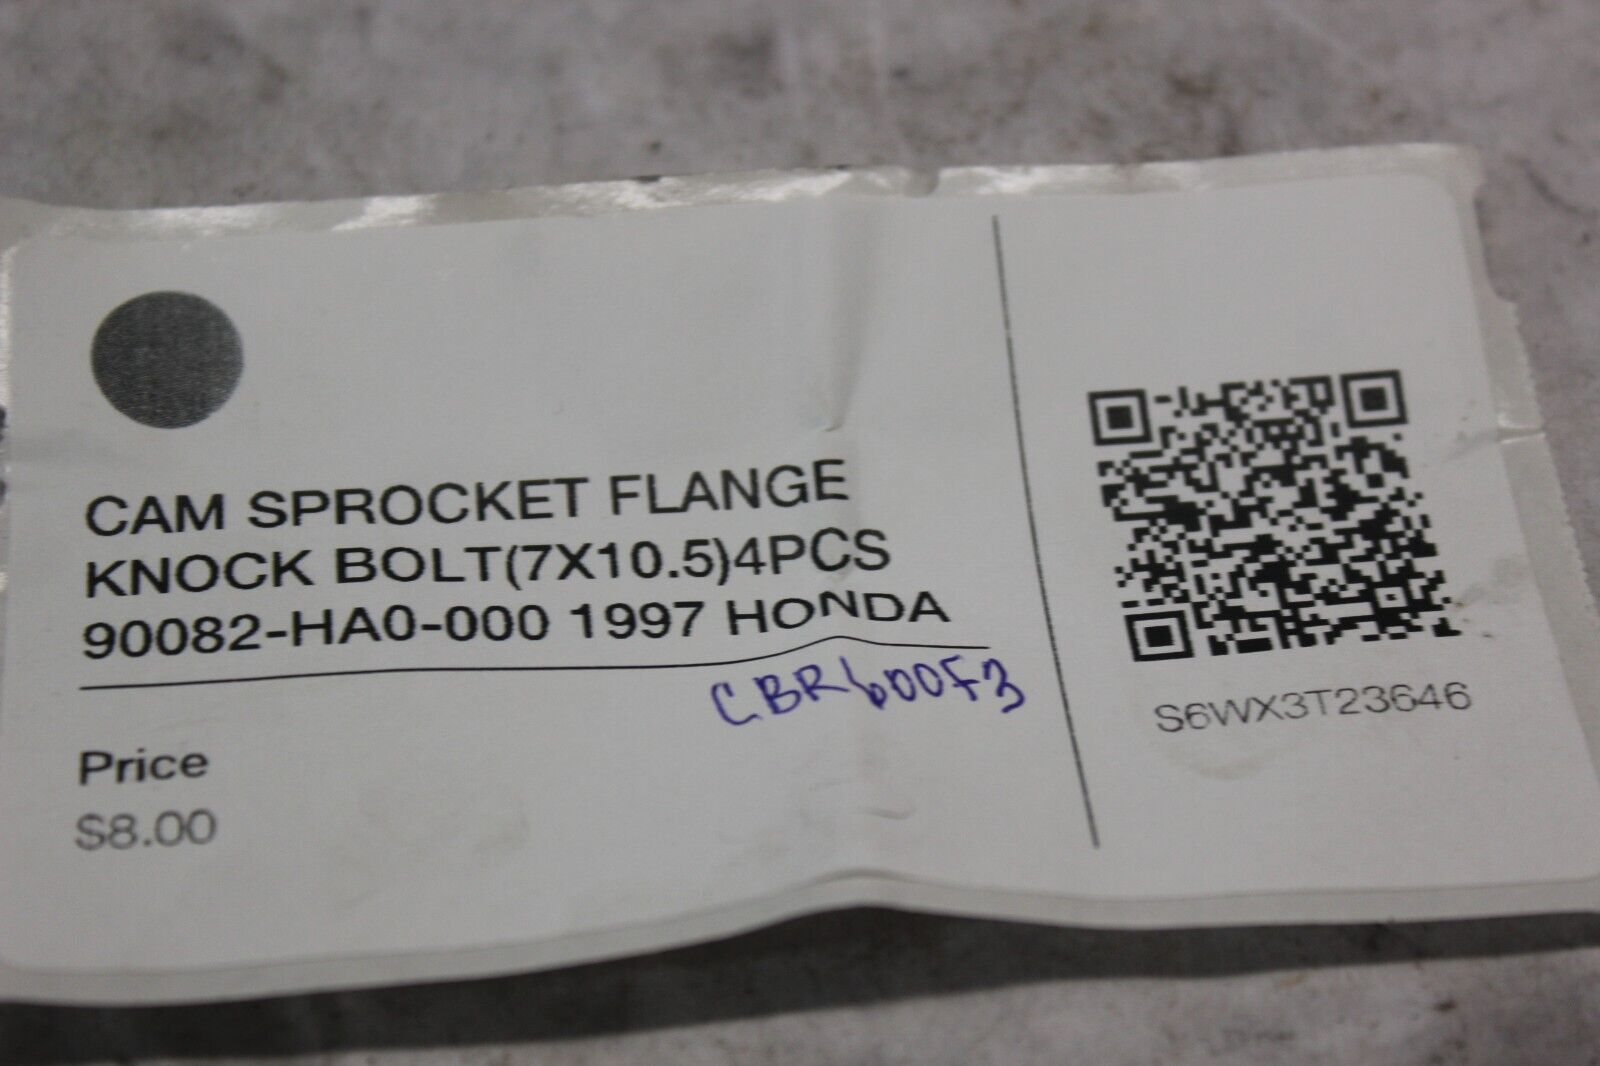 CAM SPROCKET FLANGE
KNOCK BOLT(7X10.5)4PCS
90082-HA0-000 1997 HONDA
CBR600F3
Price
$8.00
S6WX3T23646